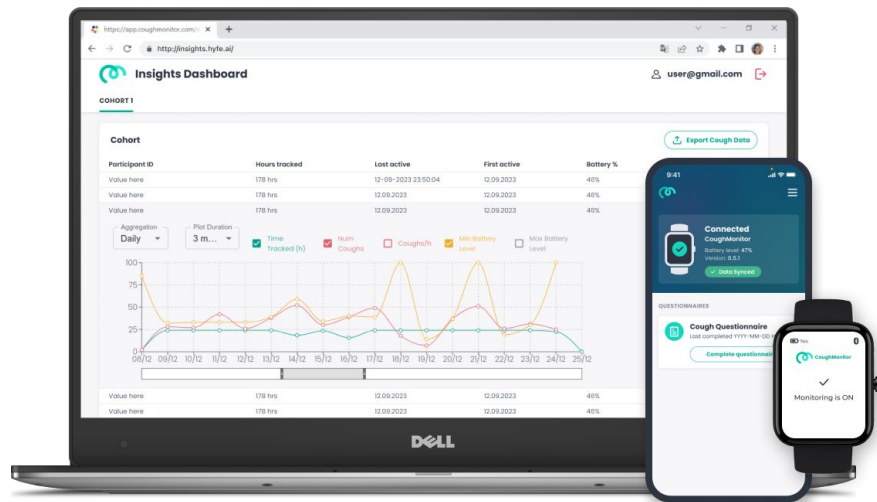 https://app.coughmonitor.com/
http://insights.hyfe.ai/
Insights Dashboard
user@gmail.com
COHORT 1
Cohort
Export Cough Data
Participant ID Hours tracked Last active First active Battery %
Value here 178 hrs 12-09-2023 23:50:04 12.09.2023 46%
Value here 178 hrs 12.09.2023 12.09.2023 46%
Value here 178 hrs 12.09.2023 12.09.2023 46%
Aggregation
Daily
Plot Duration
3 m...
Time Tracked (h)
Num Coughs
Coughs/h
Min Battery Level
Max Battery Level
100
75
50
25
0
08/12 09/12 10/12 11/12 12/12 13/12 14/12 15/12 16/12 17/12 18/12 19/12 20/12 21/12 22/12 23/12 24/12 25/12
Value here 178 hrs 12.09.2023 12.09.2023 46%
Value here 178 hrs 12.09.2023 12.09.2023 46%
DELL
9:41
Connected
CoughMonitor
Battery level: 47%
Version: 0.5.1
Data Synced
QUESTIONNAIRES
Cough Questionnaire
Last completed YYYY-MM-DD
Complete questionnair
76%
CoughMonitor
Monitoring is ON